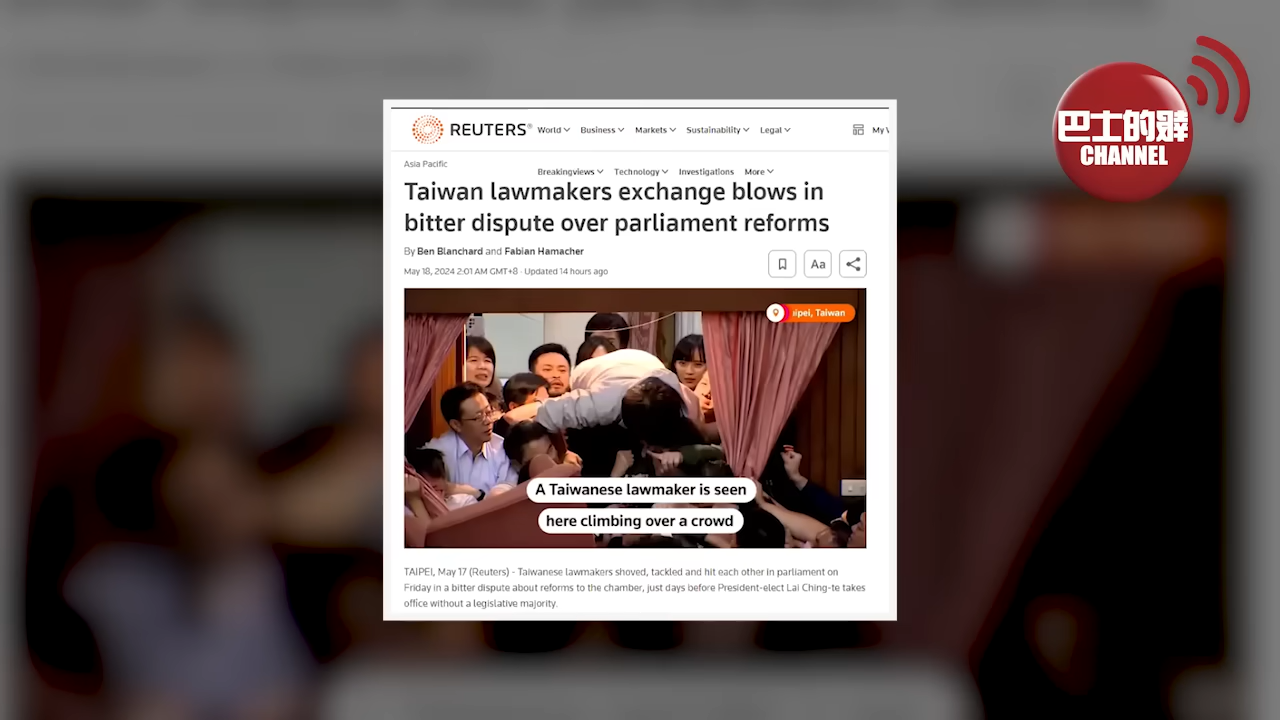 巴士的報
CHANNEL
REUTERS®
World
Business
Markets
Sustainability
Legal
My
Asia Pacific
Breakingviews
Technology
Investigations
More
Taiwan lawmakers exchange blows in
bitter dispute over parliament reforms
By Ben Blanchard and Fabian Hamacher
May 18, 2024 2:01 AM GMT+8 · Updated 14 hours ago
Aa
ipei, Taiwan
A Taiwanese lawmaker is seen
here climbing over a crowd
TAIPEI, May 17 (Reuters) - Taiwanese lawmakers shoved, tackled and hit each other in parliament on
Friday in a bitter dispute about reforms to the chamber, just days before President-elect Lai Ching-te takes
office without a legislative majority.